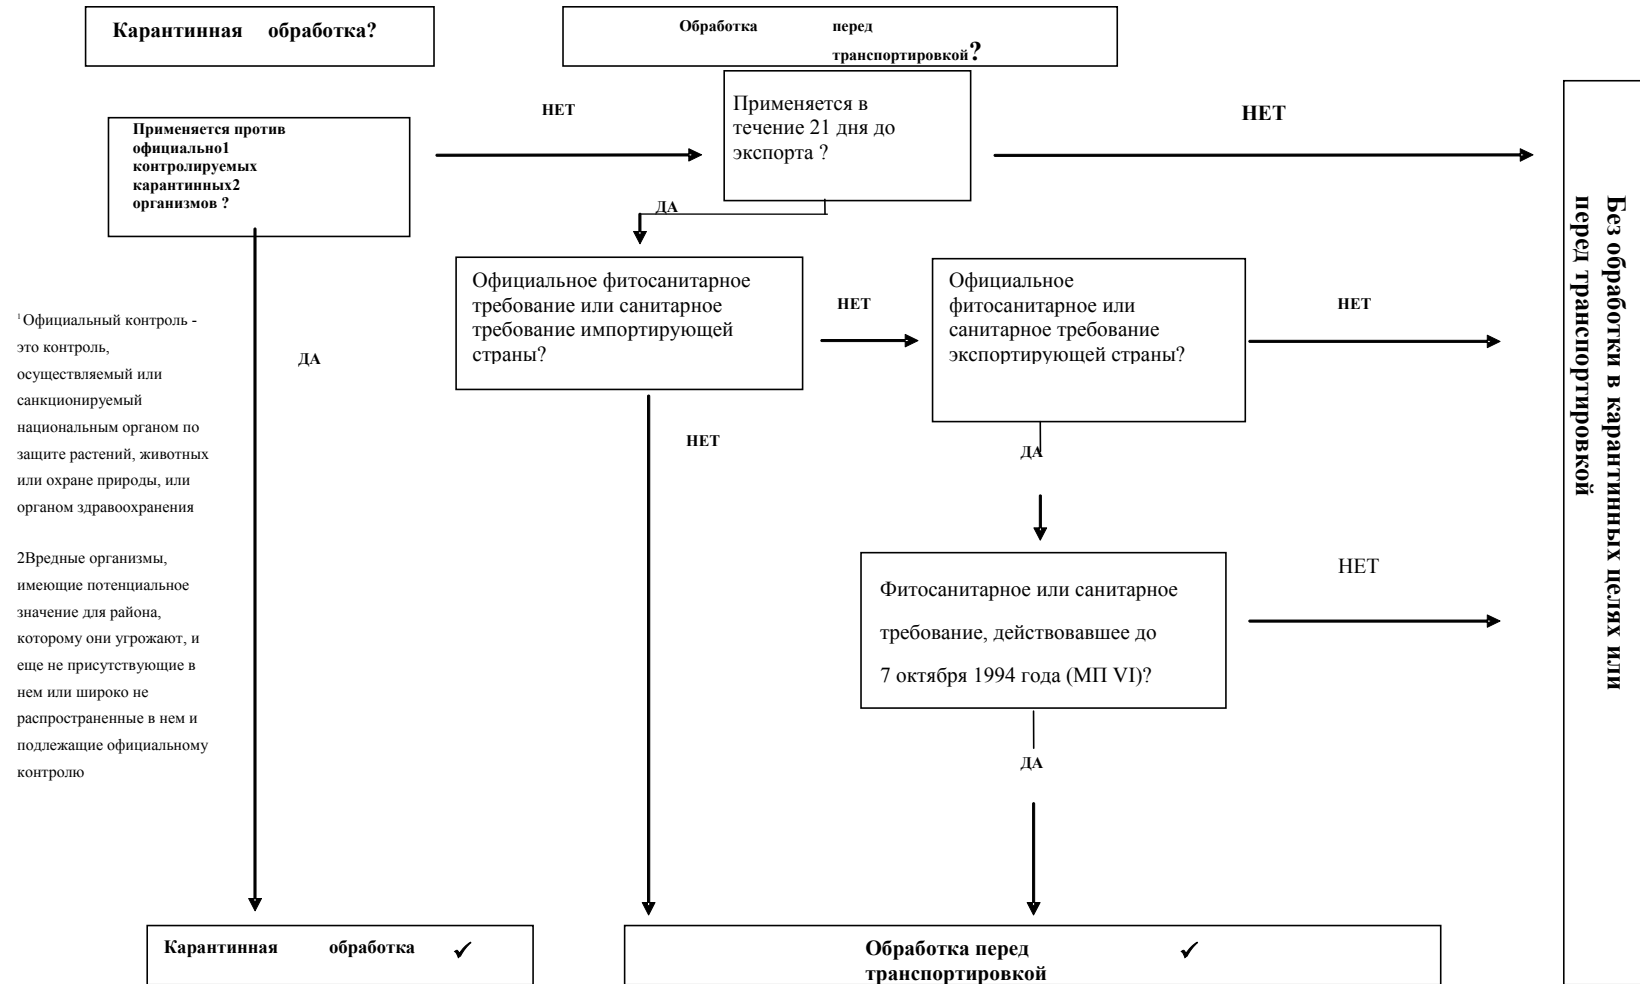 Карантинная обработка?
Обработка перед
транспортировкой?
Применяется против
официально1
контролируемых
карантинных2
организмов ?
НЕТ
Применяется в
течение 21 дня до
экспорта ?
НЕТ
ДА
Официальное фитосанитарное
требование или санитарное
требование импортирующей
страны?
НЕТ
Официальное
фитосанитарное или
санитарное требование
экспортирующей страны?
НЕТ
¹Официальный контроль -
это контроль,
осуществляемый или
санкционируемый
национальным органом по
защите растений, животных
или охране природы, или
органом здравоохранения
2Вредные организмы,
имеющие потенциальное
значение для района,
которому они угрожают, и
еще не присутствующие в
нем или широко не
распространенные в нем и
подлежащие официальному
контролю
ДА
НЕТ
ДА
Фитосанитарное или санитарное
требование, действовавшее до
7 октября 1994 года (МП VI)?
НЕТ
ДА
Без обработки в карантинных целях или
перед транспортировкой
Карантинная обработка ✓
Обработка перед ✓
транспортировкой